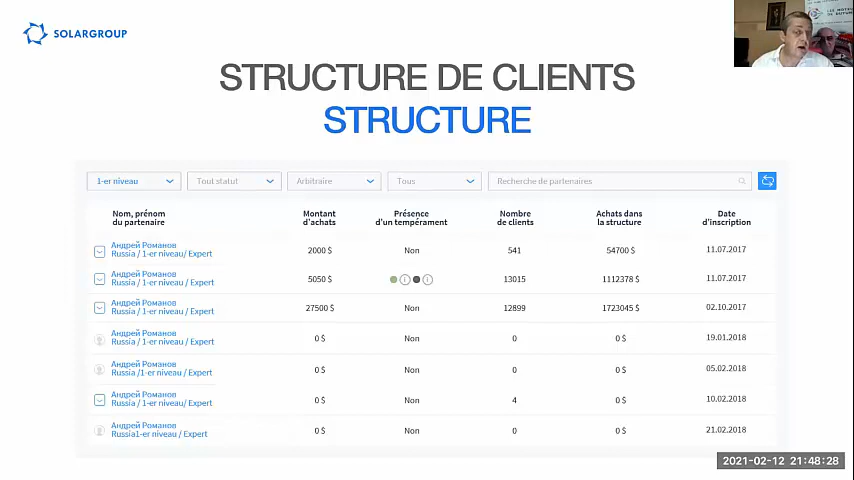 SOLARGROUP
STRUCTURE DE CLIENTS
STRUCTURE
1-er niveau
Tout statut
Arbitraire
Tous
Recherche de partenaires
Nom, prénom
du partenaire
Montant
d'achats
Présence
d'un tempérament
Nombre
de clients
Achats dans
la structure
Date
d'inscription
Андрей Романов
Russia / 1-er niveau/ Expert
2000 $
Non
541
54700 $
11.07.2017
Андрей Романов
Russia / 1-er niveau / Expert
5050 $
13015
1112378 $
11.07.2017
Андрей Романов
Russia / 1-er niveau / Expert
27500 $
Non
12899
1723045 $
02.10.2017
Андрей Романов
Russia / 1-er niveau / Expert
0 $
Non
0
0 $
19.01.2018
Андрей Романов
Russia /1-er niveau / Expert
0 $
Non
0
0 $
05.02.2018
Андрей Романов
Russia / 1-er niveau/ Expert
0 $
Non
4
0 $
10.02.2018
Андрей Романов
Russia1-er niveau / Expert
0 $
Non
0
0 $
21.02.2018
2021-02-12 21:48:28